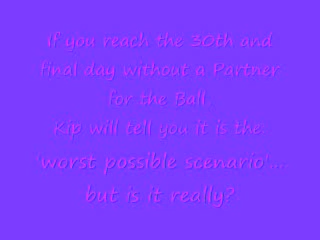 If you reach the 30th and
final day without a Partner
for the Ball.
Kip will tell you it is the.
'worst possible scenario'....
but is it really?